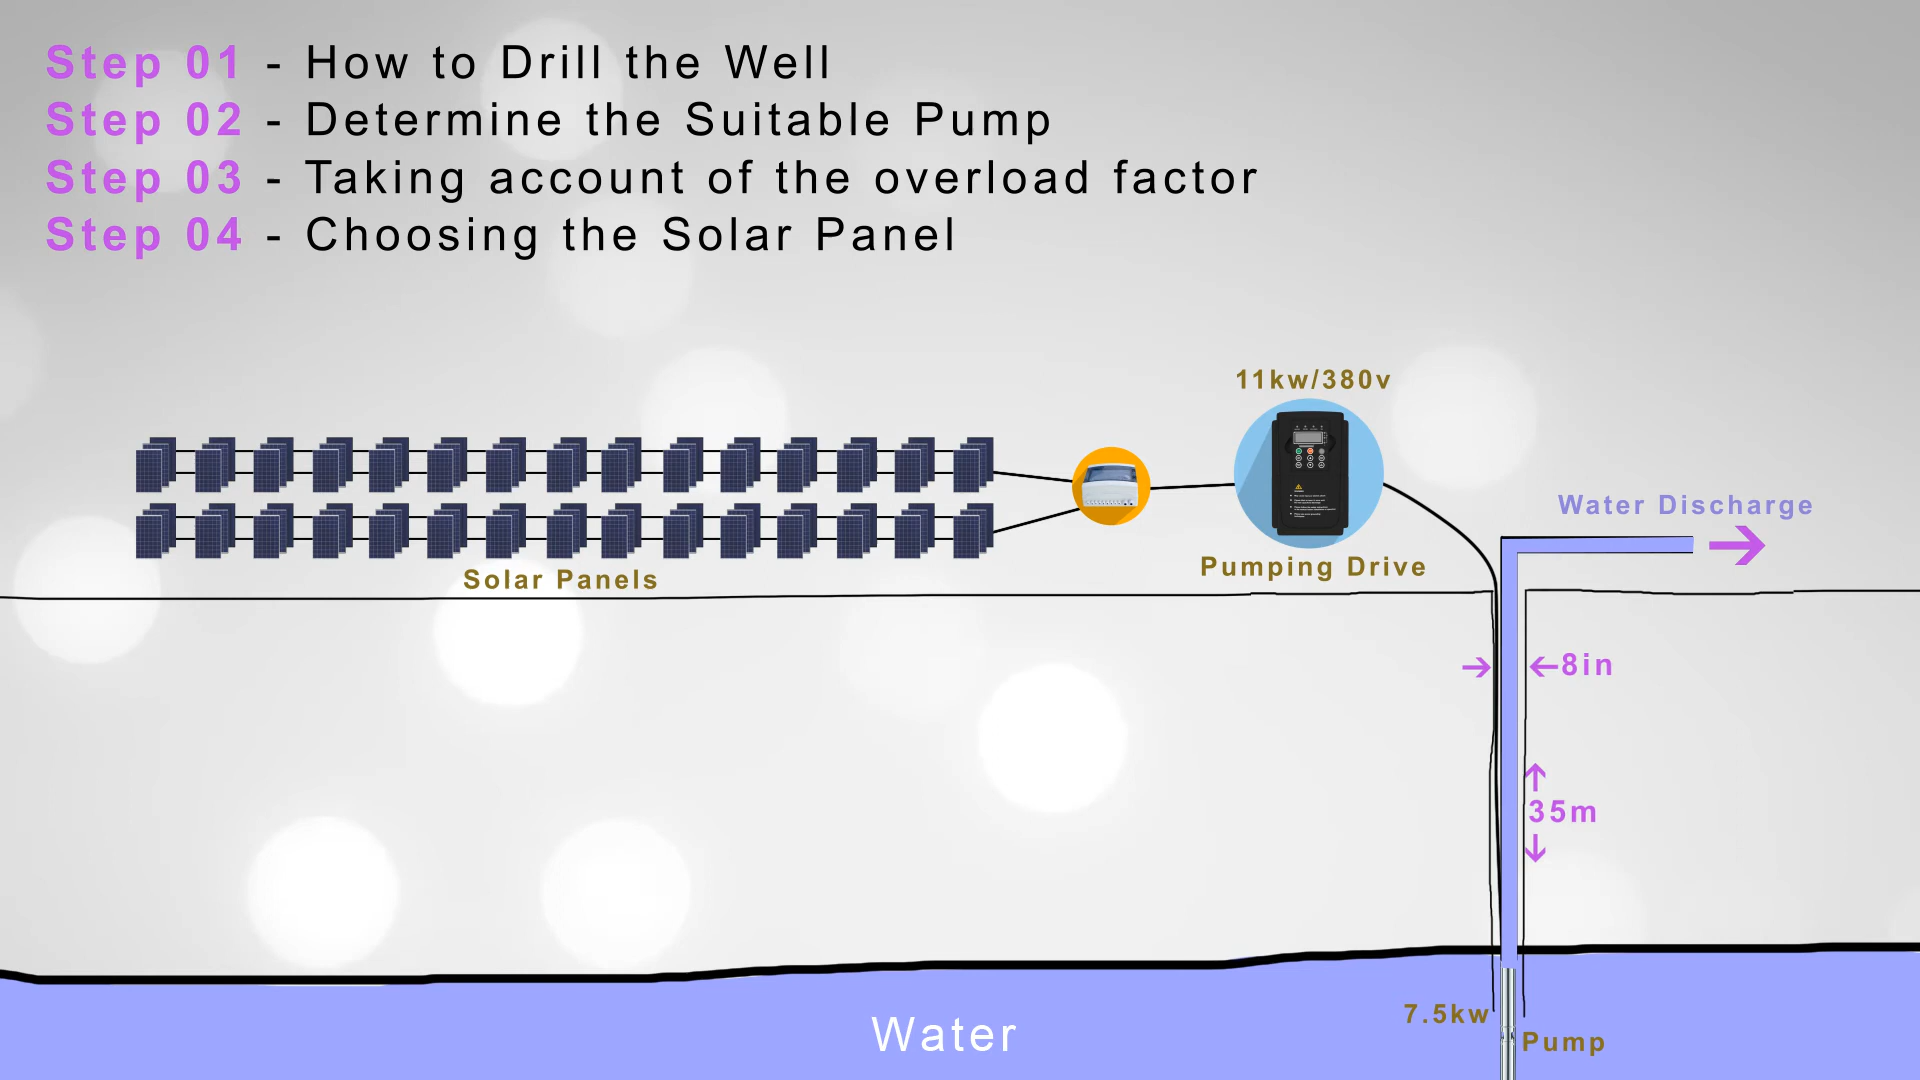 Step 01 - How to Drill the Well
Step 02 - Determine the Suitable Pump
Step 03 - Taking account of the overload factor
Step 04 - Choosing the Solar Panel
11kw/380v
Pumping Drive
Solar Panels
Water Discharge
8in
35m
7.5kw
Pump
Water